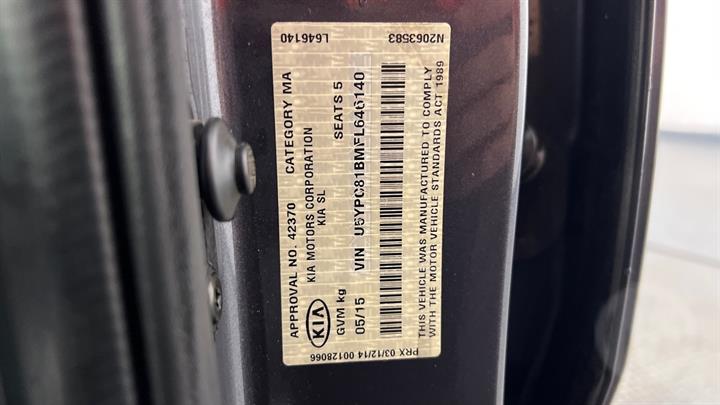 L646140
N2063583
APPROVAL NO. 42370 CATEGORY MA
KIA MOTORS CORPORATION
KIA SL
KIA
GVM kg SEATS 5
05/15 VIN U5YPC81BMFL646140
THIS VEHICLE WAS MANUFACTURED TO COMPLY
WITH THE MOTOR VEHICLE STANDARDS ACT 1989
PRX 03/12/14 00128066